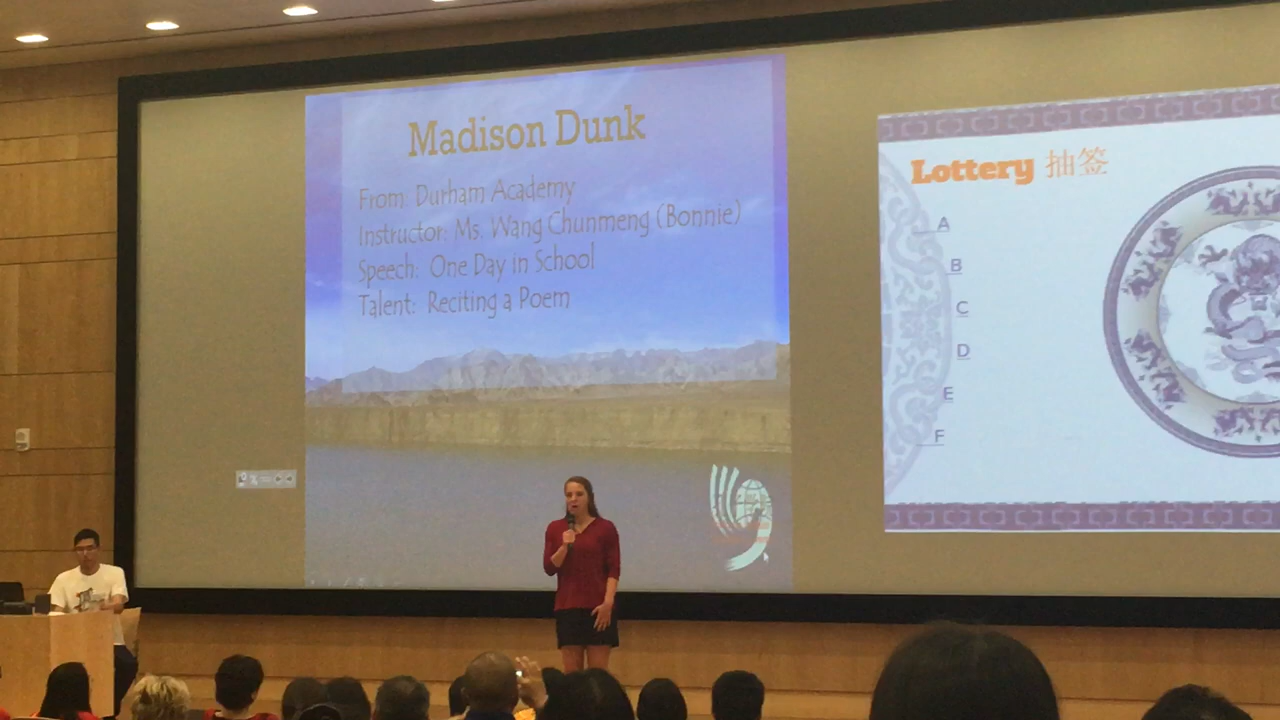 Madison Dunk
From: Durham Academy
Instructor: Ms. Wang Chunmeng (Bonnie)
Speech: One Day in School
Talent: Reciting a Poem
Lottery 抽签
A
B
C
D
E
F